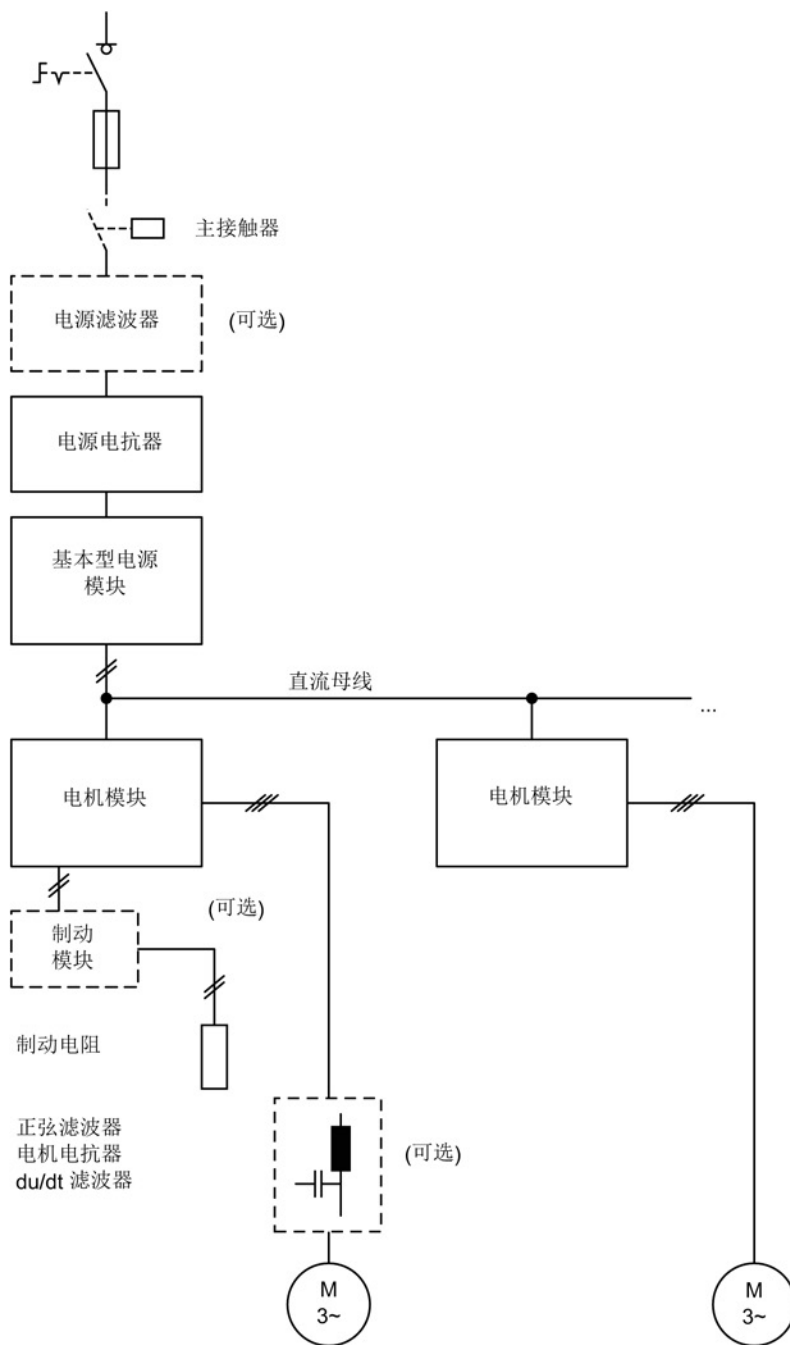 主接触器
电源滤波器
(可选)
电源电抗器
基本型电源
模块
直流母线
...
电机模块
电机模块
(可选)
制动
模块
制动电阻
正弦滤波器
电机电抗器
du/dt 滤波器
(可选)
M
3~
M
3~